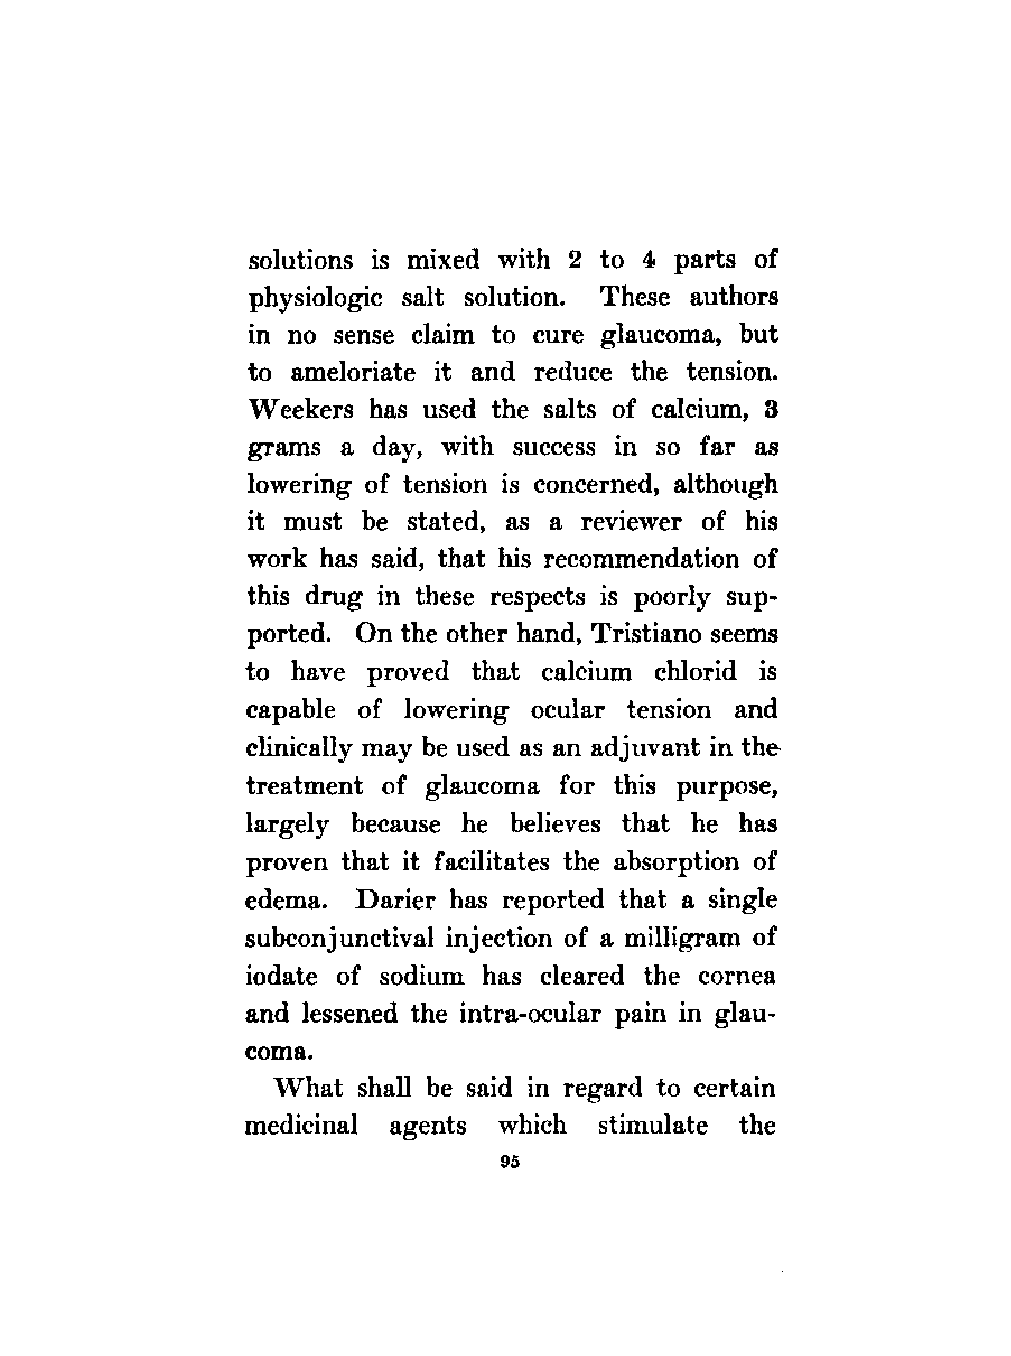 solutions is mixed with 2 to 4 parts of
physiologic salt solution. These authors
in no sense claim to cure glaucoma, but
to ameloriate it and reduce the tension.
Weekers has used the salts of calcium, 3
grams a day, with success in so far as
lowering of tension is concerned, although
it must be stated, as a reviewer of his
work has said, that his recommendation of
this drug in these respects is poorly sup-
ported. On the other hand, Tristiano seems
to have proved that calcium chlorid is
capable of lowering ocular tension and
clinically may be used as an adjuvant in the
treatment of glaucoma for this purpose,
largely because he believes that he has
proven that it facilitates the absorption of
edema. Darier has reported that a single
subconjunctival injection of a milligram of
iodate of sodium has cleared the cornea
and lessened the intra-ocular pain in glau-
coma.
What shall be said in regard to certain
medicinal agents which stimulate the
95